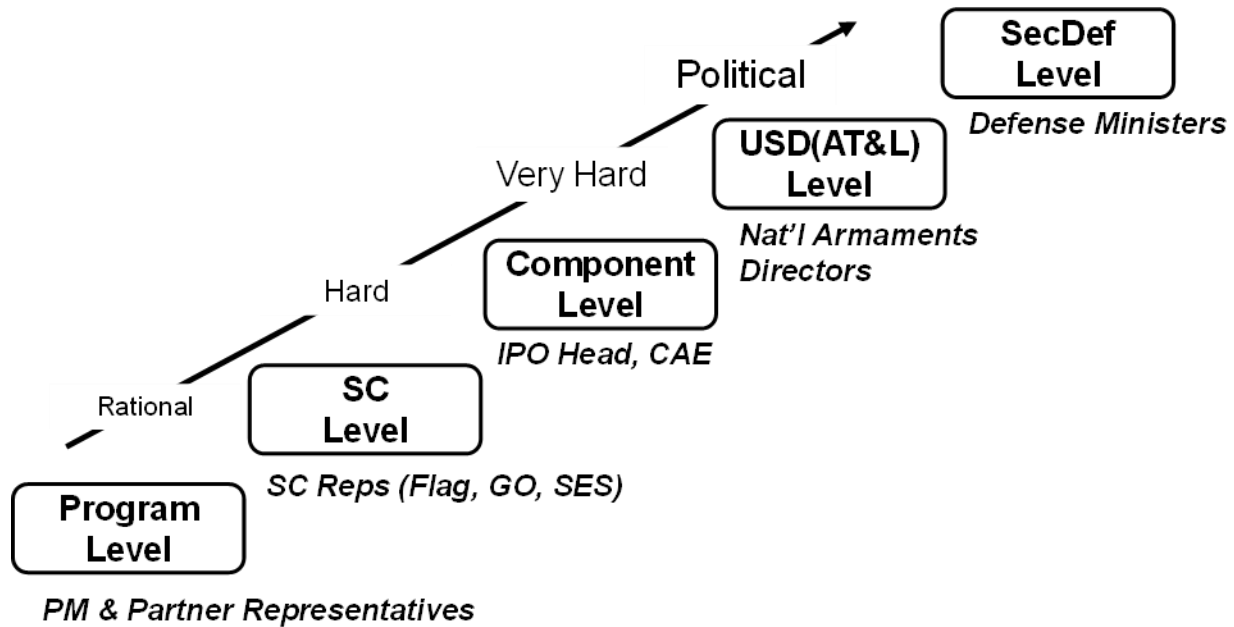 SecDef
Level
Defense Ministers
Political
USD(AT&L)
Level
Nat'l Armaments
Directors
Very Hard
Component
Level
IPO Head, CAE
Hard
SC
Level
SC Reps (Flag, GO, SES)
Rational
Program
Level
PM & Partner Representatives